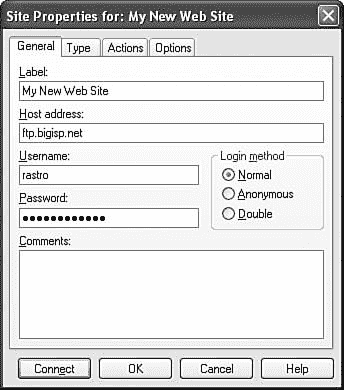 Site Properties for: My New Web Site
General Type Actions Options
Label:
My New Web Site
Host address:
ftp.bigisp.net
Username:
rastro
Password:
●●●●●●●●●●●●
Login method
Normal
Anonymous
Double
Comments:
Connect OK Cancel Help